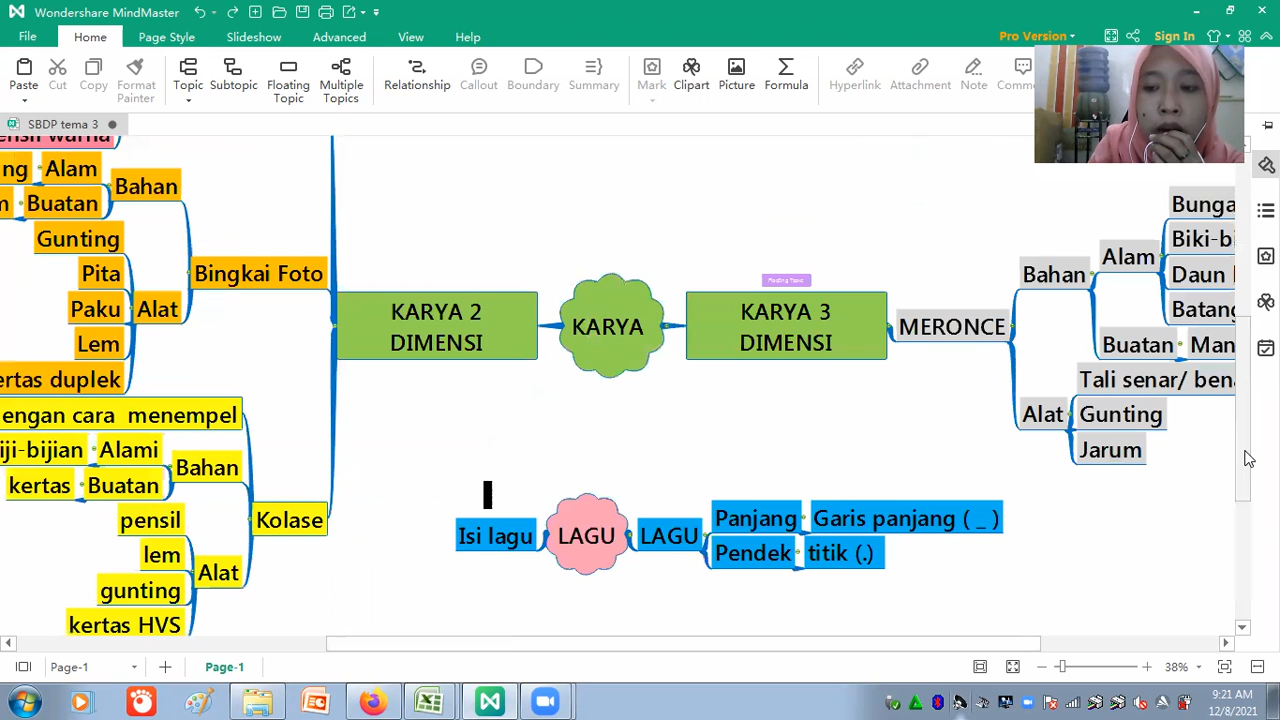 Wondershare MindMaster
File Home Page Style Slideshow Advanced View Help Pro Version Sign In
Paste Cut Copy Format Painter Topic Subtopic Floating Topic Multiple Topics Relationship Callout Boundary Summary Mark Clipart Picture Formula Hyperlink Attachment Note
SBDP tema 3
warna
Alam
Bahan
Buatan
Gunting
Pita
Bingkai Foto
Paku
Alat
Lem
duplek
cara menempel
Alami
Bahan
kertas
Buatan
pensil
Kolase
lem
Alat
gunting
kertas HVS
KARYA 2
DIMENSI
KARYA
Floating Topic
KARYA 3
DIMENSI
MERONCE
Bahan
Alam
Daun
Buatan
Tali senar/
Alat
Gunting
Jarum
Isi lagu
LAGU
LAGU
Panjang
Garis panjang ( _ )
Pendek
titik (.)
Page-1
Page-1
38%
9:21 AM
12/8/2021